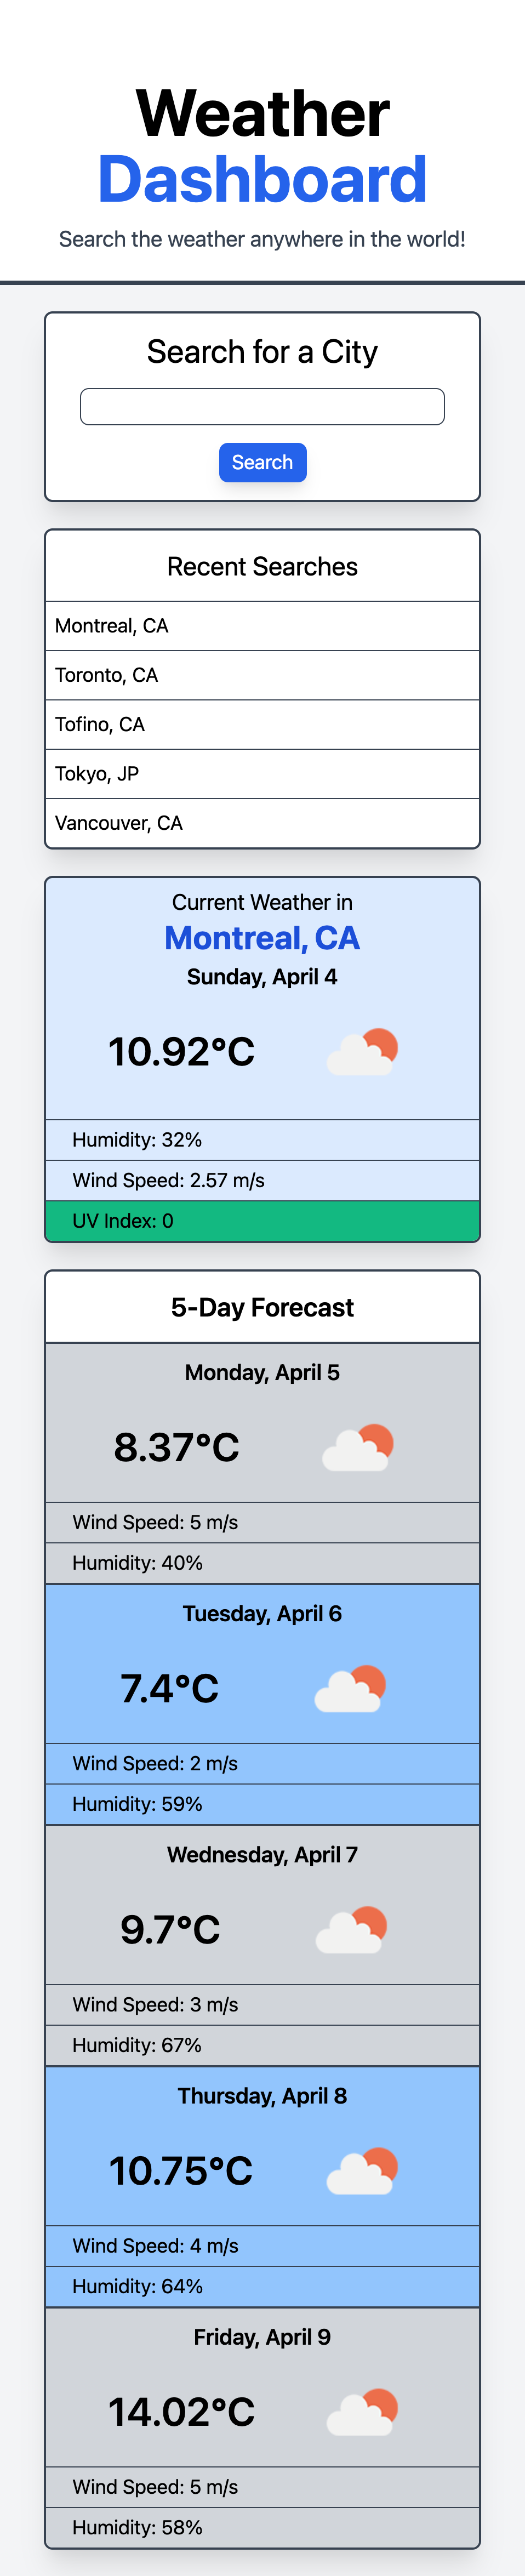 Weather
Dashboard
Search the weather anywhere in the world!
Search for a City
Search
Recent Searches
Montreal, CA
Toronto, CA
Tofino, CA
Tokyo, JP
Vancouver, CA
Current Weather in
Montreal, CA
Sunday, April 4
10.92°C
Humidity: 32%
Wind Speed: 2.57 m/s
UV Index: 0
5-Day Forecast
Monday, April 5
8.37°C
Wind Speed: 5 m/s
Humidity: 40%
Tuesday, April 6
7.4°C
Wind Speed: 2 m/s
Humidity: 59%
Wednesday, April 7
9.7°C
Wind Speed: 3 m/s
Humidity: 67%
Thursday, April 8
10.75°C
Wind Speed: 4 m/s
Humidity: 64%
Friday, April 9
14.02°C
Wind Speed: 5 m/s
Humidity: 58%